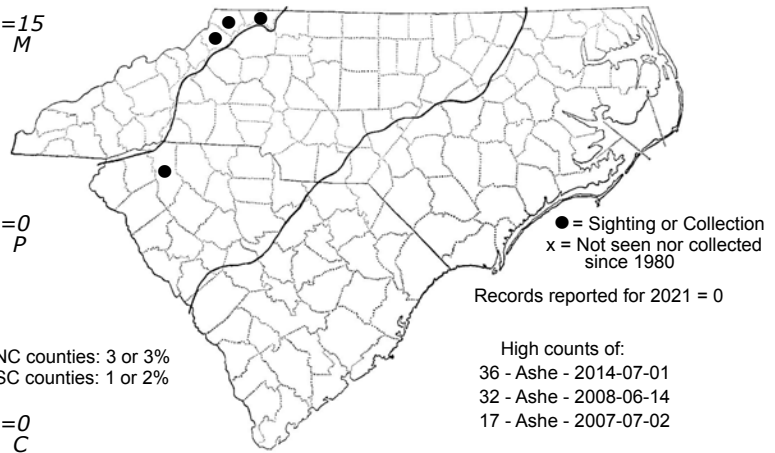 =15
M
=0
P
● = Sighting or Collection
x = Not seen nor collected
since 1980
Records reported for 2021 = 0
NC counties: 3 or 3%
SC counties: 1 or 2%
High counts of:
36 - Ashe - 2014-07-01
32 - Ashe - 2008-06-14
17 - Ashe - 2007-07-02
=0
C